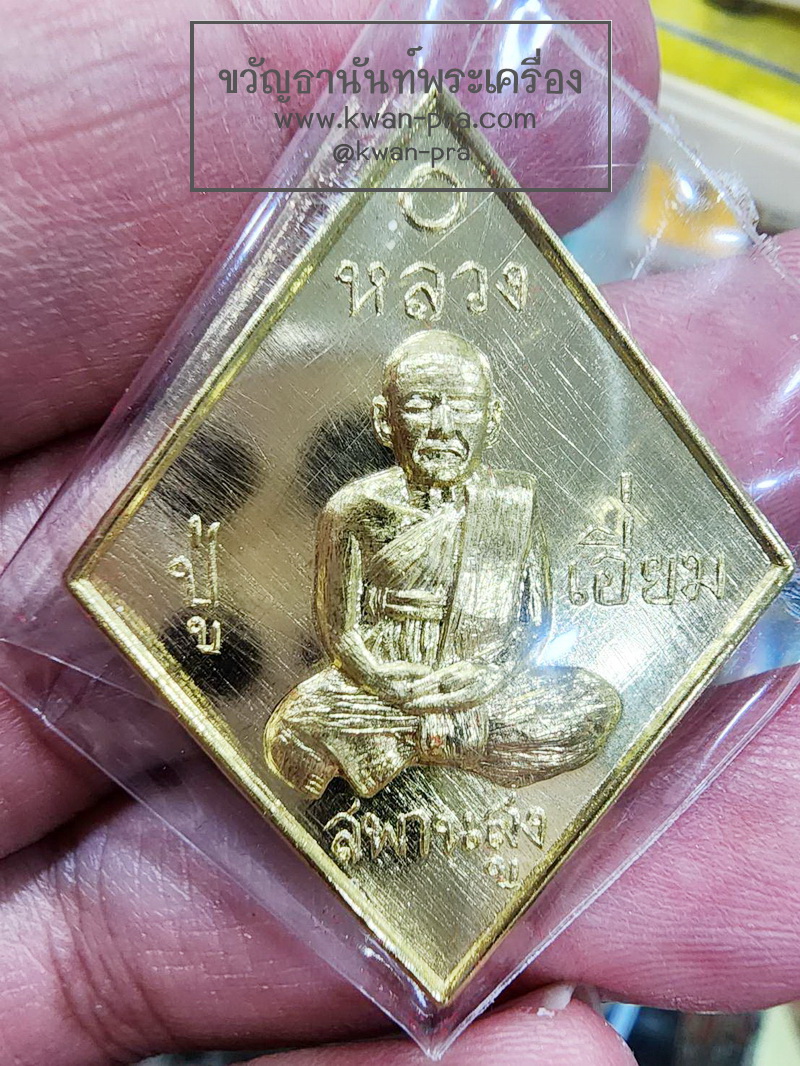 ขวัญธานันท์พระเครื่อง
www.kwan-pra.com
@kwan-pra
หลวง
ปู่
เอี่ยม
สพานสูง